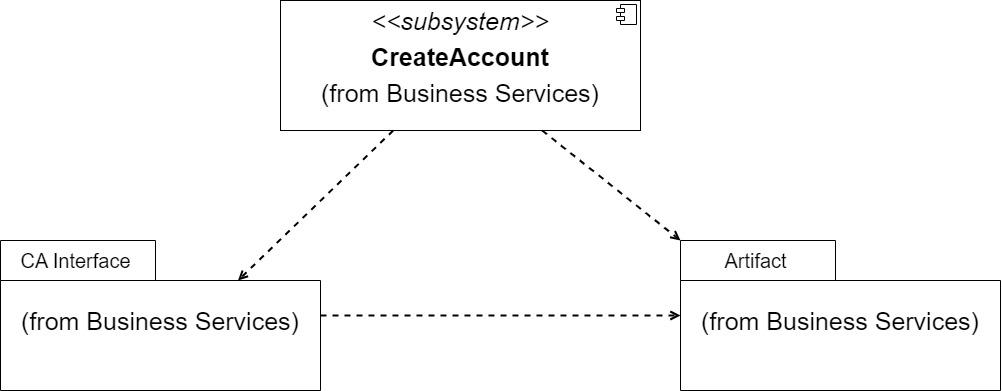 <<subsystem>>
CreateAccount
(from Business Services)
CA Interface
(from Business Services)
Artifact
(from Business Services)